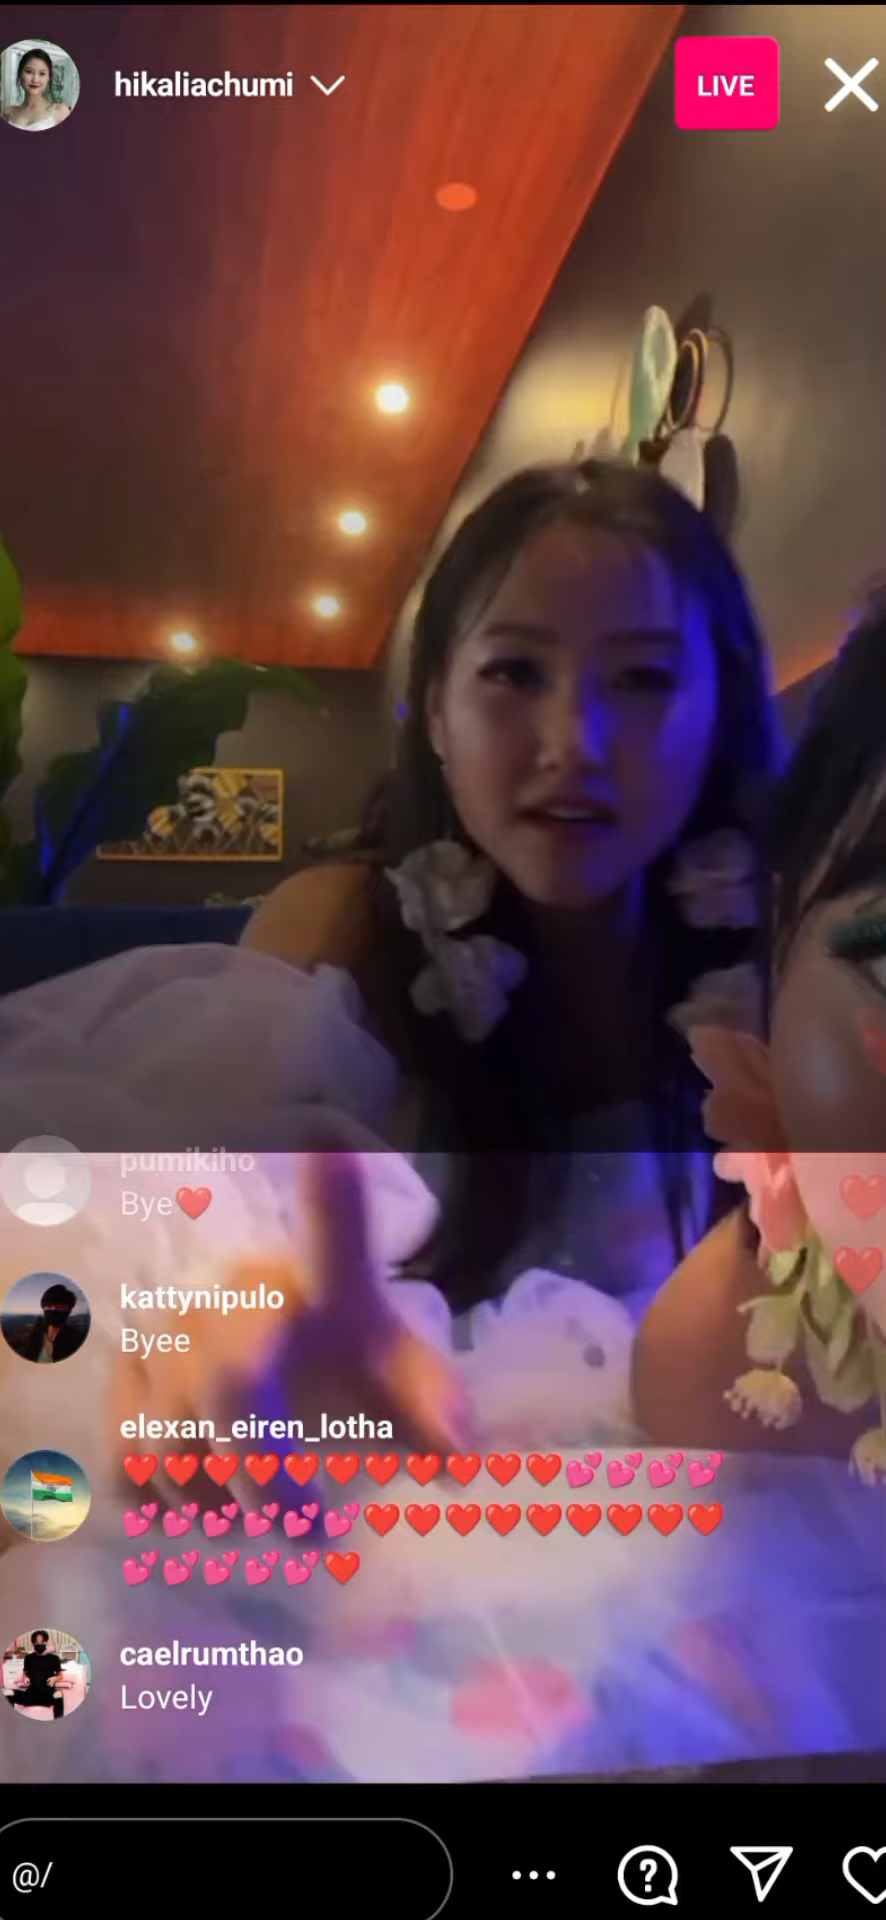 hikaliachumi
LIVE
pumikiho
Bye❤️
kattynipulo
Byee
elexan_eiren_lotha
❤️❤️❤️❤️❤️❤️❤️❤️❤️❤️❤️💕💕💕💕
💕💕💕💕💕💕❤️❤️❤️❤️❤️❤️❤️❤️❤️
💕💕💕💕💕❤️
caelrumthao
Lovely
@/